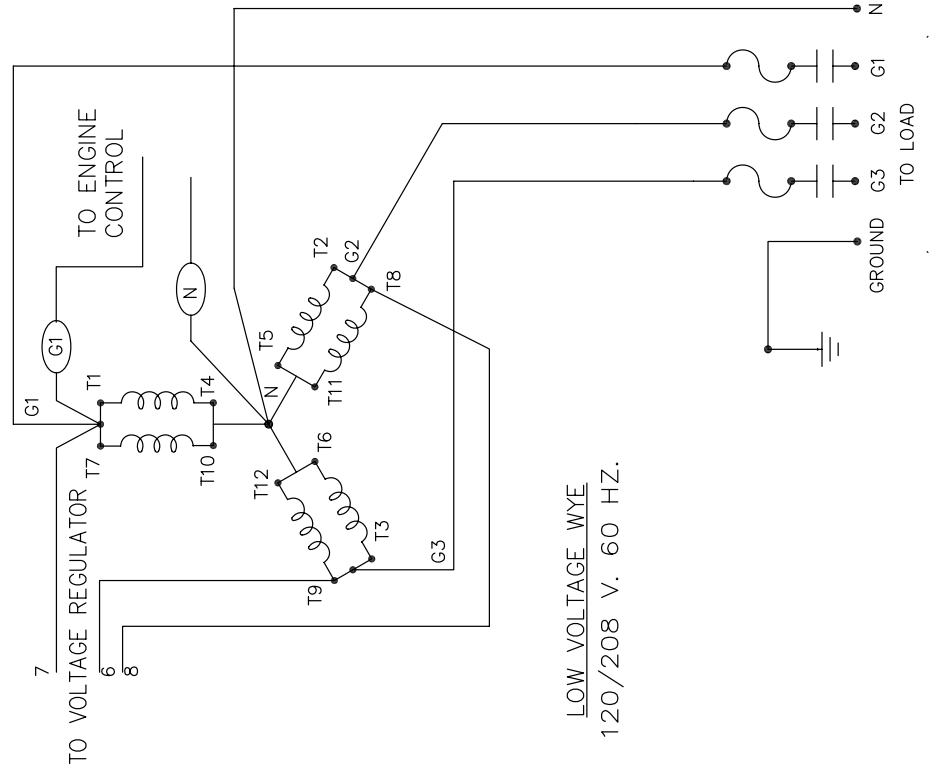 N
G1
G2
G3
TO LOAD
GROUND
TO ENGINE
CONTROL
G1
N
G1
T1
T7
T4
T10
N
T2
G2
T8
T5
T11
T12
T6
T3
T9
G3
7
TO VOLTAGE REGULATOR
6
8
LOW VOLTAGE WYE
120/208 V. 60 HZ.